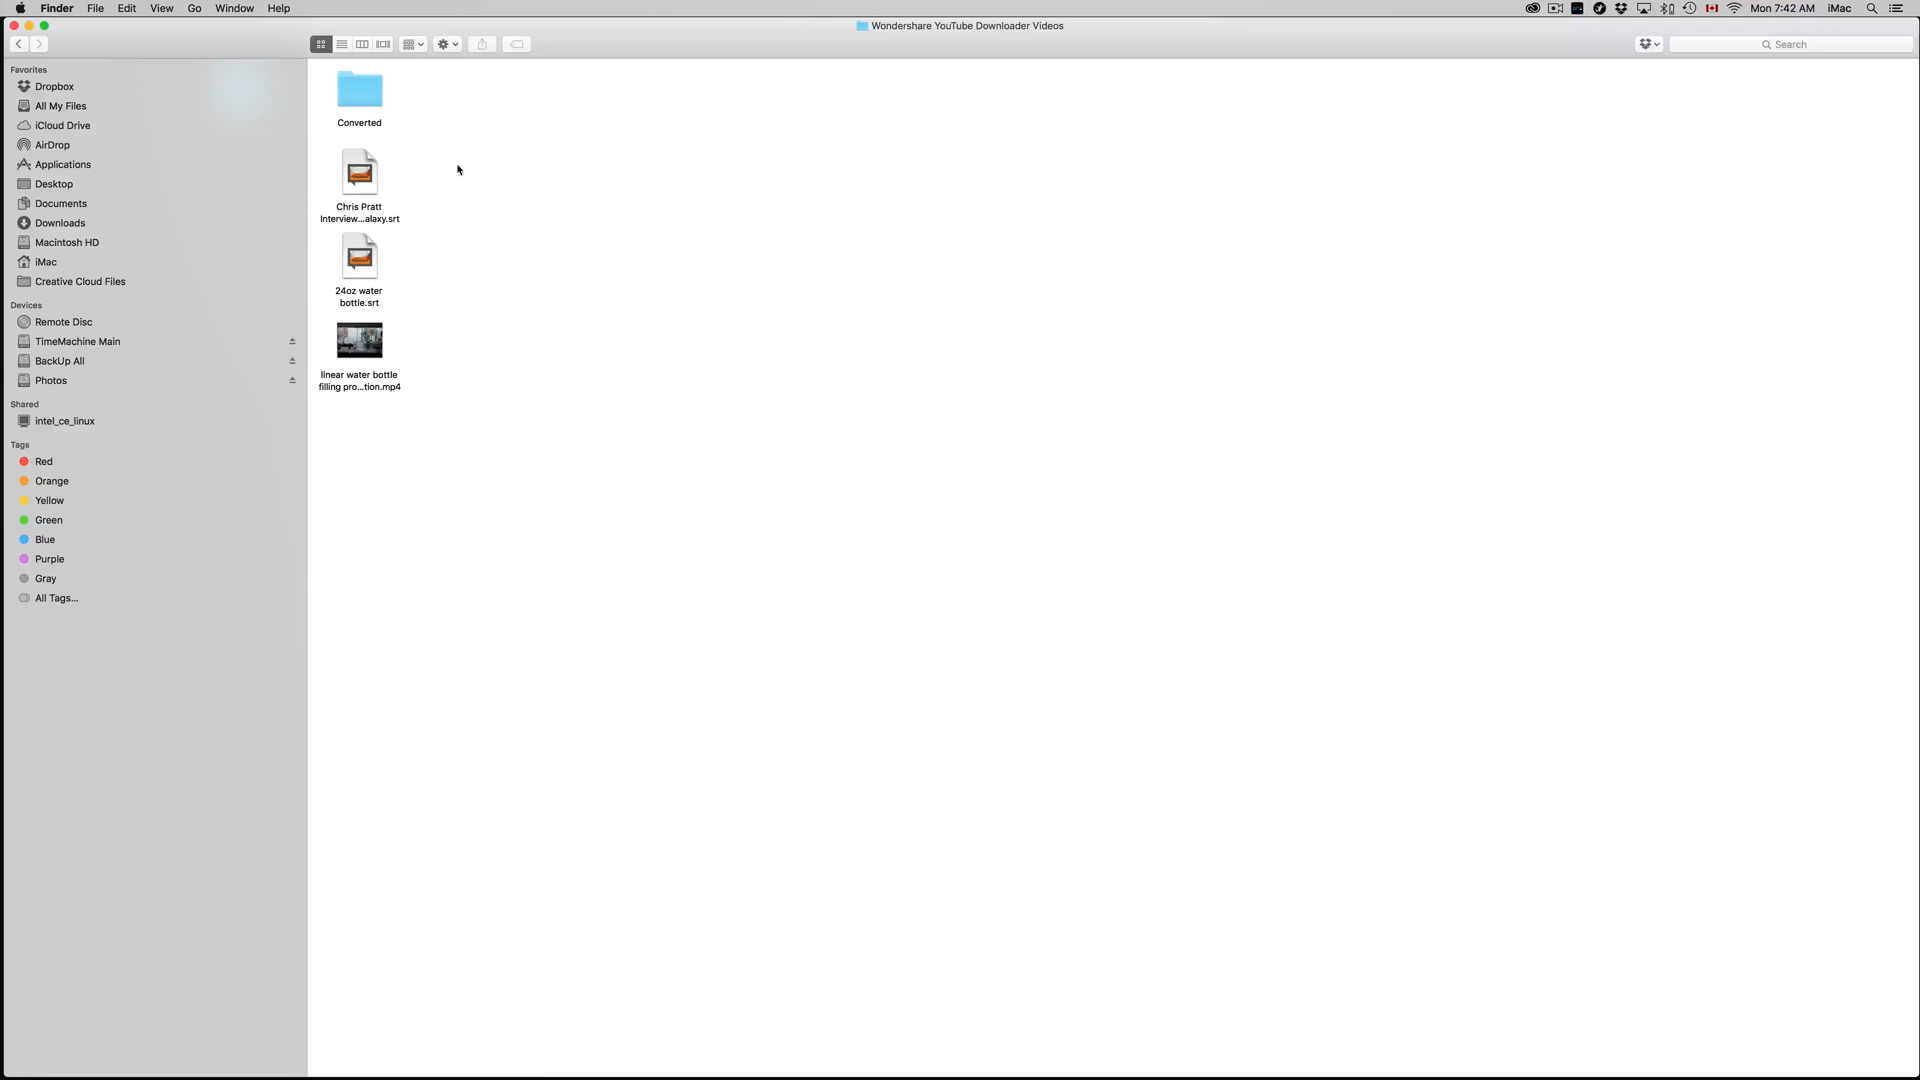 Finder File Edit View Go Window Help Mon 7:42 AM iMac
Wondershare YouTube Downloader Videos
Search
Favorites
Dropbox
All My Files
iCloud Drive
AirDrop
Applications
Desktop
Documents
Downloads
Macintosh HD
iMac
Creative Cloud Files
Devices
Remote Disc
TimeMachine Main
BackUp All
Photos
Shared
intel_ce_linux
Tags
Red
Orange
Yellow
Green
Blue
Purple
Gray
All Tags...
Converted
Chris Pratt
Interview...alaxy.srt
24oz water
bottle.srt
linear water bottle
filling pro...tion.mp4